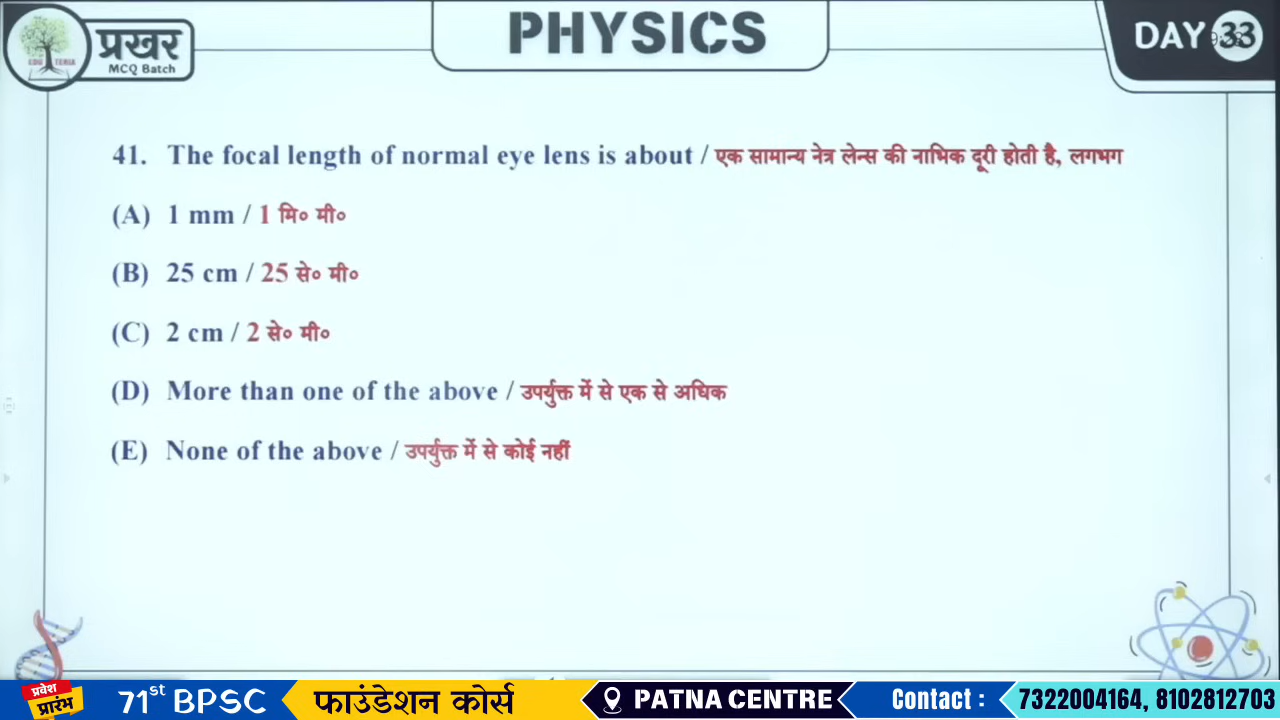 EDU TERIA
प्रखर
MCQ Batch
PHYSICS
DAY 33
41. The focal length of normal eye lens is about / एक सामान्य नेत्र लेन्स की नाभिक दूरी होती है, लगभग
(A) 1 mm / 1 मि० मी०
(B) 25 cm / 25 से० मी०
(C) 2 cm / 2 से० मी०
(D) More than one of the above / उपर्युक्त में से एक से अधिक
(E) None of the above / उपर्युक्त में से कोई नहीं
प्रवेश
प्रारंभ
71st BPSC
फाउंडेशन कोर्स
PATNA CENTRE
Contact :
7322004164, 8102812703